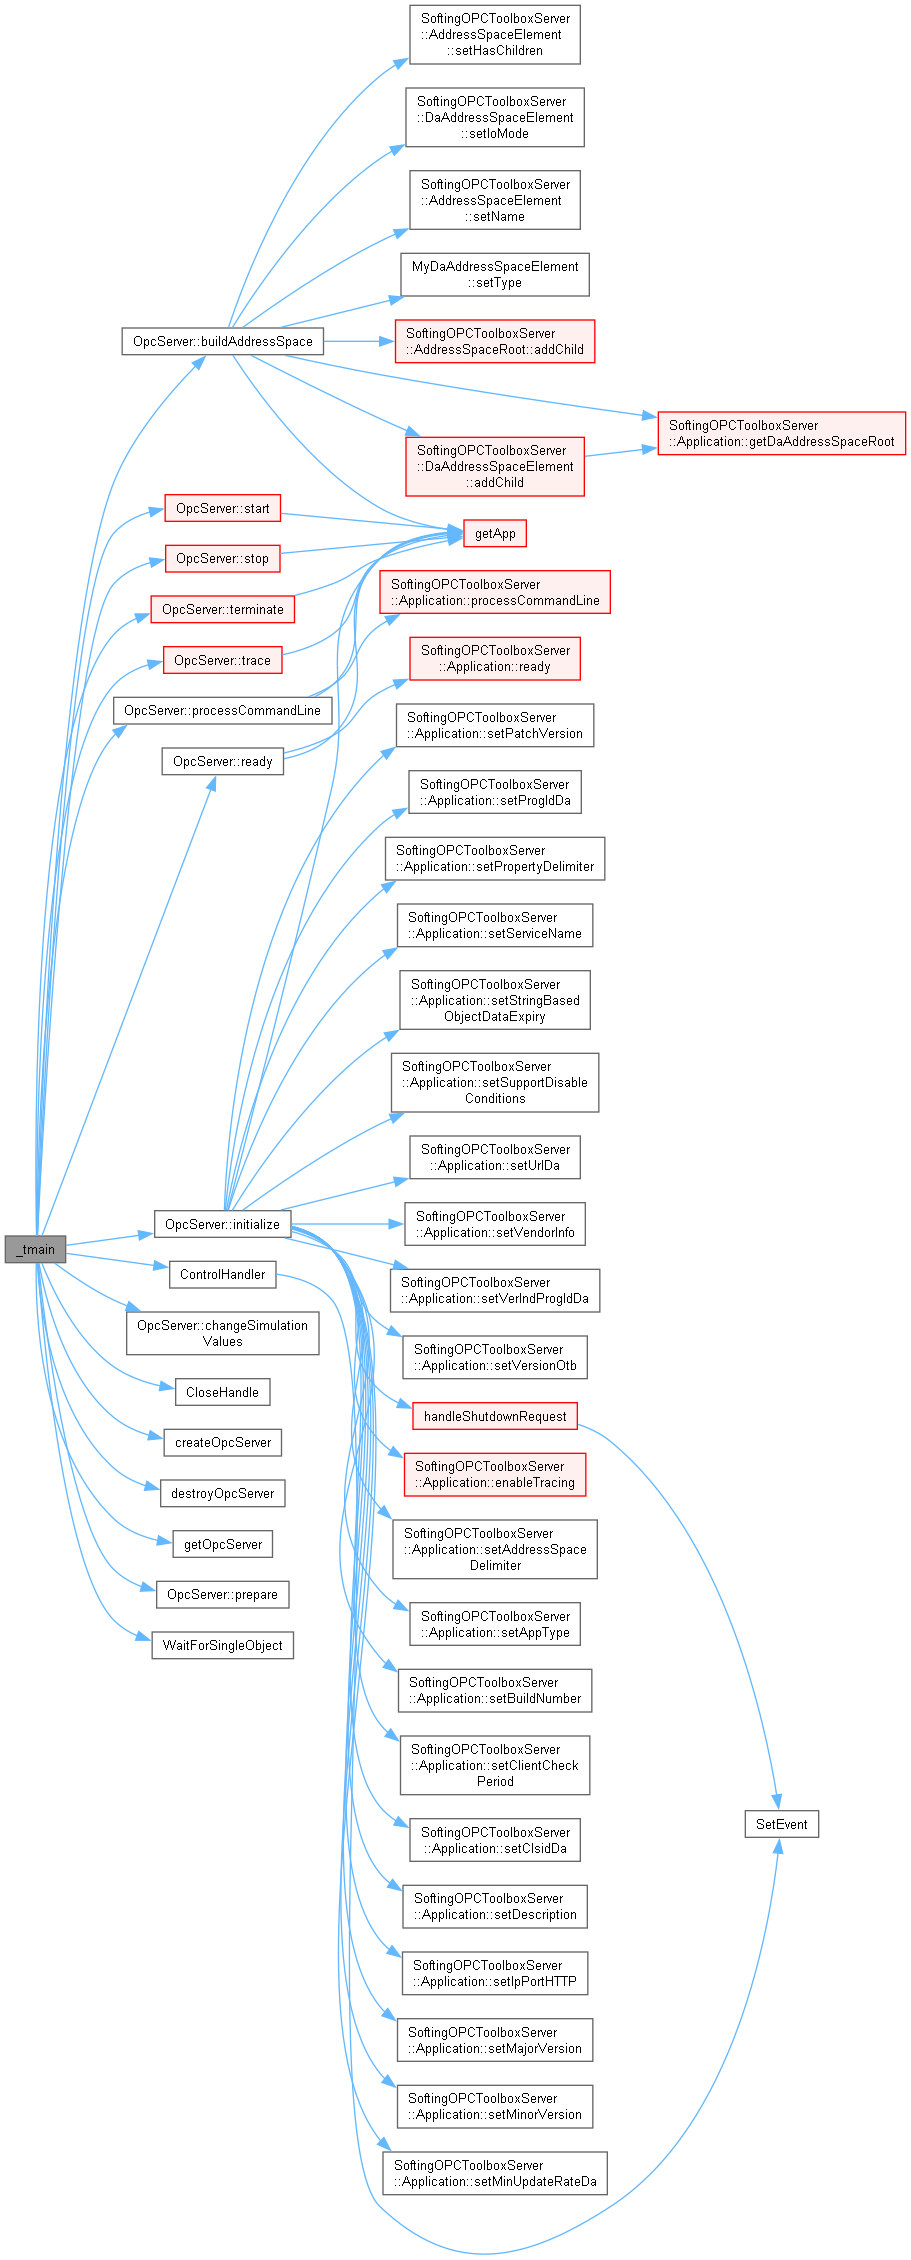 SoftingOPCToolboxServer
::AddressSpaceElement
::setHasChildren
SoftingOPCToolboxServer
::DaAddressSpaceElement
::setIoMode
SoftingOPCToolboxServer
::AddressSpaceElement
::setName
MyDaAddressSpaceElement
::setType
OpcServer::buildAddressSpace
SoftingOPCToolboxServer
::AddressSpaceRoot::addChild
SoftingOPCToolboxServer
::Application::getDaAddressSpaceRoot
SoftingOPCToolboxServer
::DaAddressSpaceElement
::addChild
OpcServer::start
getApp
OpcServer::stop
SoftingOPCToolboxServer
::Application::processCommandLine
OpcServer::terminate
SoftingOPCToolboxServer
::Application::ready
OpcServer::trace
OpcServer::processCommandLine
SoftingOPCToolboxServer
::Application::setPatchVersion
OpcServer::ready
SoftingOPCToolboxServer
::Application::setProgIdDa
SoftingOPCToolboxServer
::Application::setPropertyDelimiter
SoftingOPCToolboxServer
::Application::setServiceName
SoftingOPCToolboxServer
::Application::setStringBased
ObjectDataExpiry
SoftingOPCToolboxServer
::Application::setSupportDisable
Conditions
SoftingOPCToolboxServer
::Application::setUrlDa
OpcServer::initialize
SoftingOPCToolboxServer
::Application::setVendorInfo
_tmain
ControlHandler
SoftingOPCToolboxServer
::Application::setVerIndProgIdDa
OpcServer::changeSimulation
Values
SoftingOPCToolboxServer
::Application::setVersionOtb
CloseHandle
handleShutdownRequest
createOpcServer
SoftingOPCToolboxServer
::Application::enableTracing
destroyOpcServer
SoftingOPCToolboxServer
::Application::setAddressSpace
Delimiter
getOpcServer
OpcServer::prepare
SoftingOPCToolboxServer
::Application::setAppType
WaitForSingleObject
SoftingOPCToolboxServer
::Application::setBuildNumber
SoftingOPCToolboxServer
::Application::setClientCheck
Period
SetEvent
SoftingOPCToolboxServer
::Application::setClsidDa
SoftingOPCToolboxServer
::Application::setDescription
SoftingOPCToolboxServer
::Application::setIpPortHTTP
SoftingOPCToolboxServer
::Application::setMajorVersion
SoftingOPCToolboxServer
::Application::setMinorVersion
SoftingOPCToolboxServer
::Application::setMinUpdateRateDa